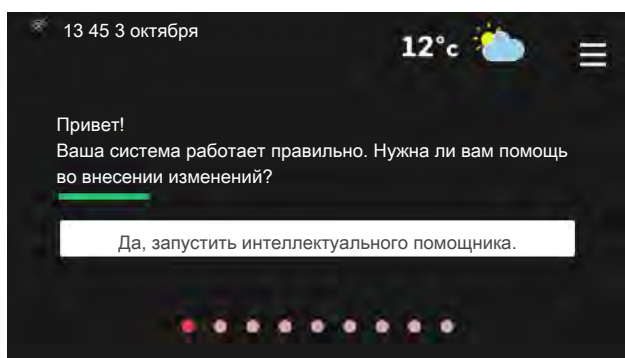 13 45 3 октября
12°c
Привет!
Ваша система работает правильно. Нужна ли вам помощь
во внесении изменений?
Да, запустить интеллектуального помощника.